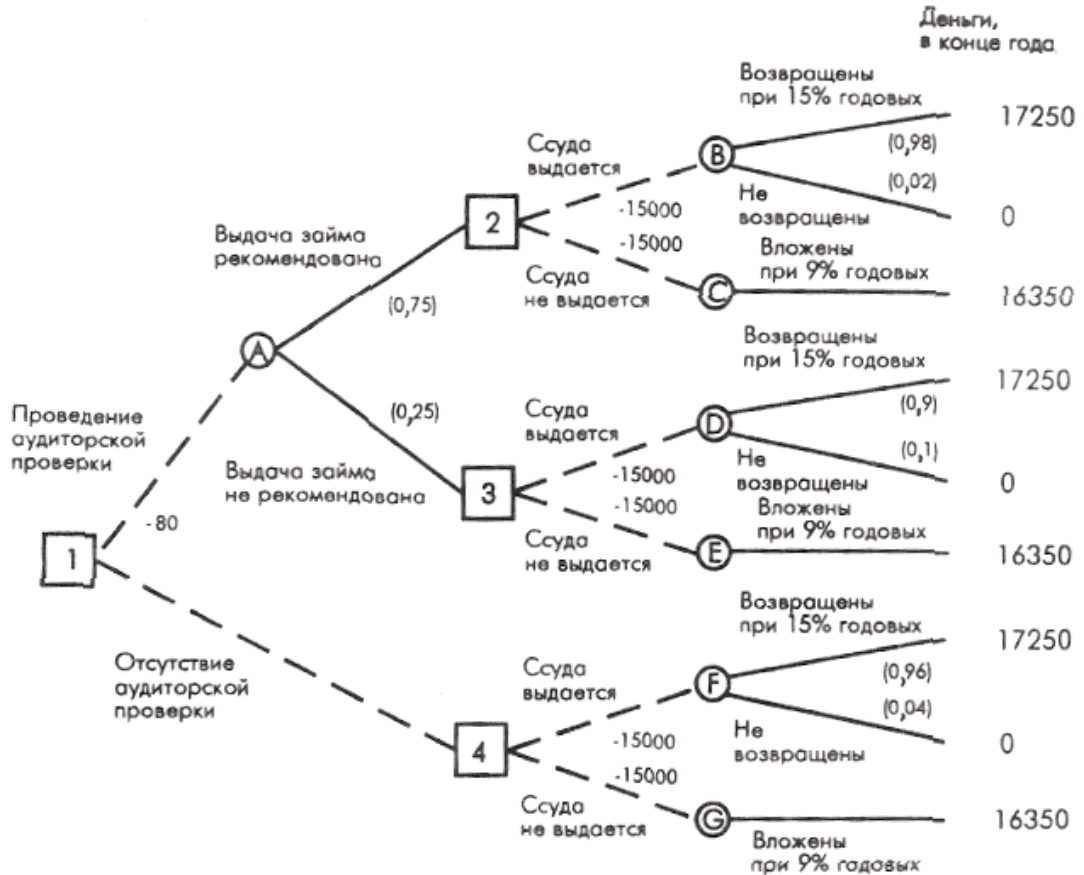 Деньги,
в конце года
Возвращены
при 15% годовых
17250
(0,98)
Ссуда
выдается
B
(0,02)
-15000
Не
возвращены
0
2
-15000
Вложены
при 9% годовых
Выдача займа
рекомендована
Ссуда
не выдается
C
16350
(0,75)
A
Возвращены
при 15% годовых
17250
(0,9)
Проведение
аудиторской
проверки
(0,25)
Ссуда
выдается
D
(0,1)
-15000
Не
возвращены
0
Выдача займа
не рекомендована
3
-15000
Вложены
при 9% годовых
-80
Ссуда
не выдается
E
16350
1
Возвращены
при 15% годовых
17250
(0,96)
Отсутствие
аудиторской
проверки
Ссуда
выдается
F
(0,04)
-15000
Не
возвращены
0
4
-15000
Ссуда
не выдается
G
16350
Вложены
при 9% годовых